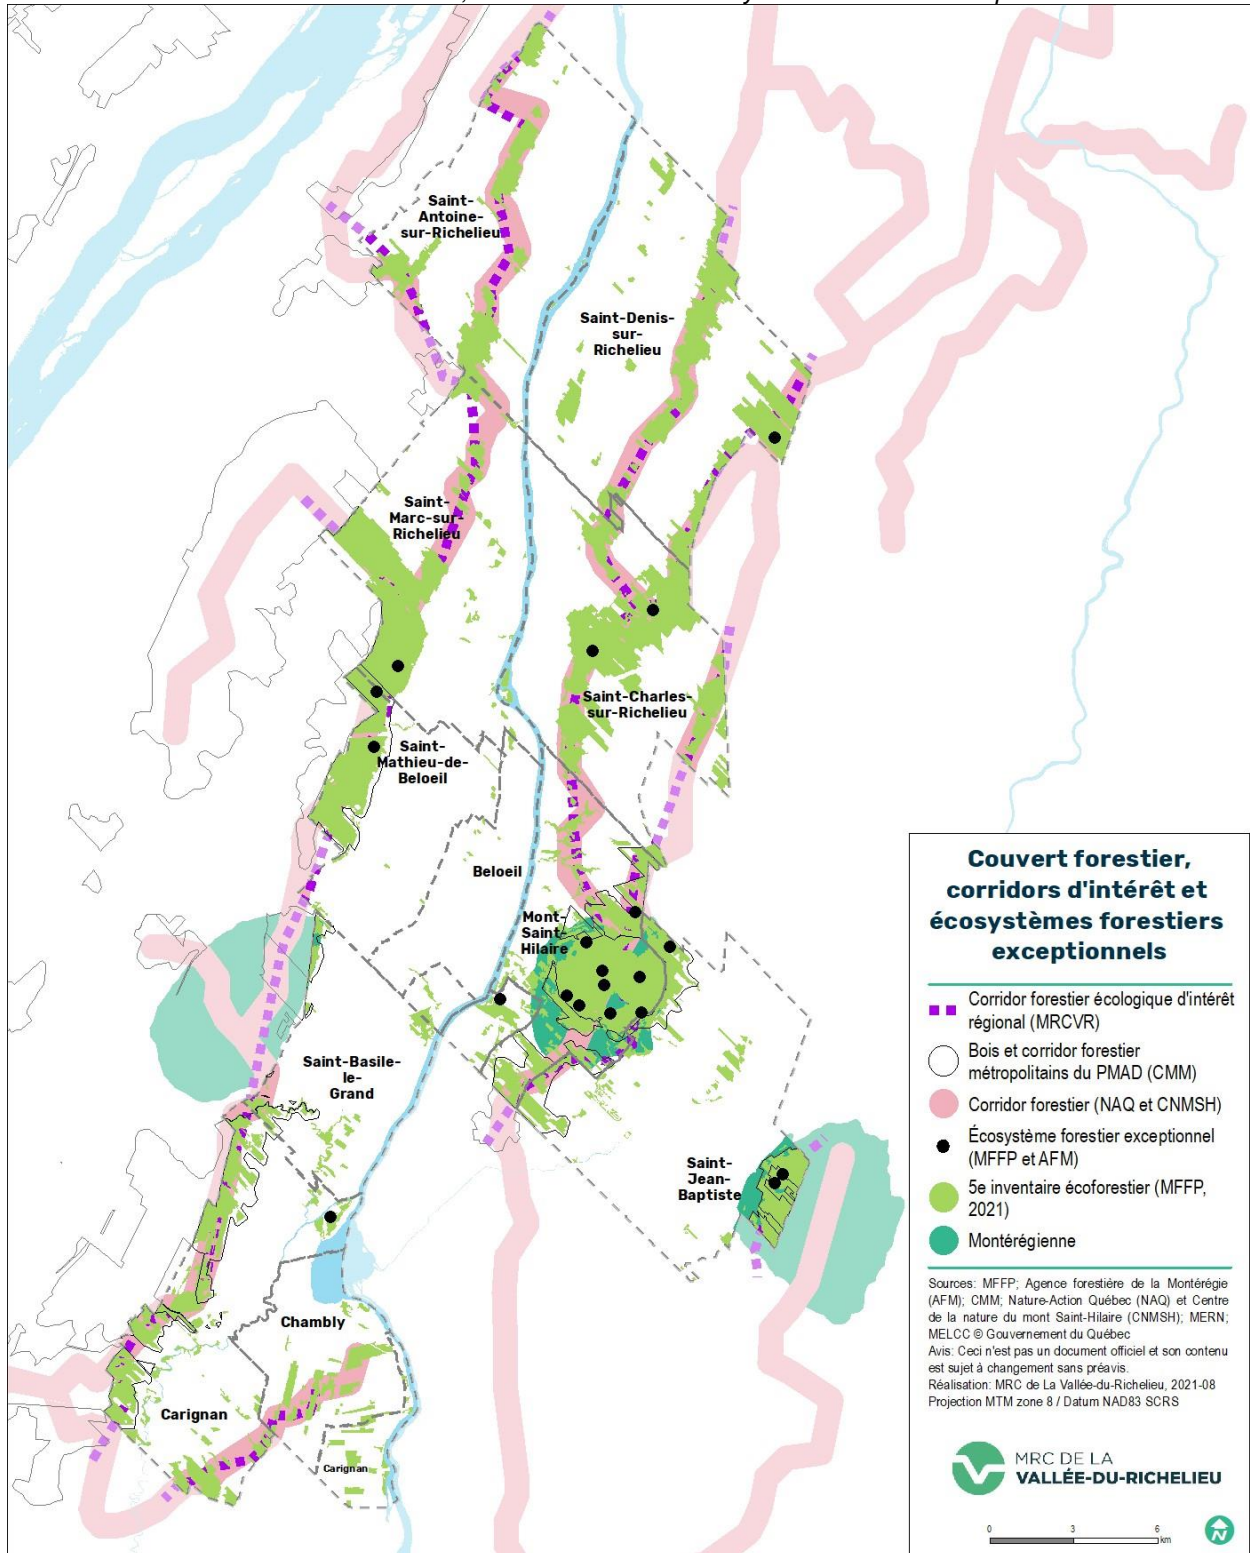 Saint-
Antoine-
sur-Richelieu
Saint-Denis-
sur-
Richelieu
Saint-
Marc-sur-
Richelieu
Saint-Charles-
sur-Richelieu
Saint-
Mathieu-de-
Beloeil
Beloeil
Mont-
Saint-
Hilaire
Saint-Basile-
le-
Grand
Saint-
Jean-
Baptiste
Chambly
Carignan
Carignan
Couvert forestier,
corridors d'intérêt et
écosystèmes forestiers
exceptionnels
Corridor forestier écologique d'intérêt
régional (MRCVR)
Bois et corridor forestier
métropolitains du PMAD (CMM)
Corridor forestier (NAQ et CNMSH)
Écosystème forestier exceptionnel
(MFFP et AFM)
5e inventaire écoforestier (MFFP,
2021)
Montérégienne
Sources: MFFP; Agence forestière de la Montérégie
(AFM); CMM; Nature-Action Québec (NAQ) et Centre
de la nature du mont Saint-Hilaire (CNMSH); MERN;
MELCC © Gouvernement du Québec
Avis: Ceci n'est pas un document officiel et son contenu
est sujet à changement sans préavis.
Réalisation: MRC de La Vallée-du-Richelieu, 2021-08
Projection MTM zone 8 / Datum NAD83 SCRS
MRC DE LA
VALLÉE-DU-RICHELIEU
0 3 6
km
N